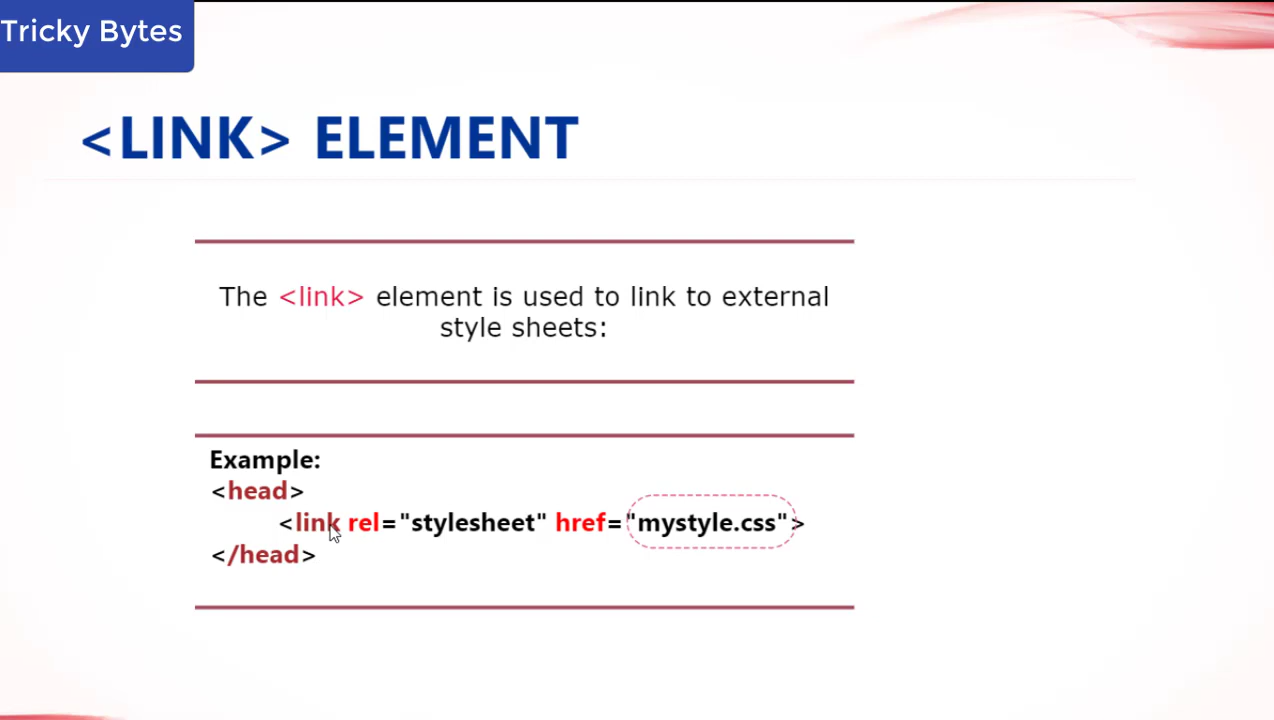 Tricky Bytes
<LINK> ELEMENT
The <link> element is used to link to external
style sheets:
Example:
<head>
<link rel="stylesheet" href="mystyle.css">
</head>